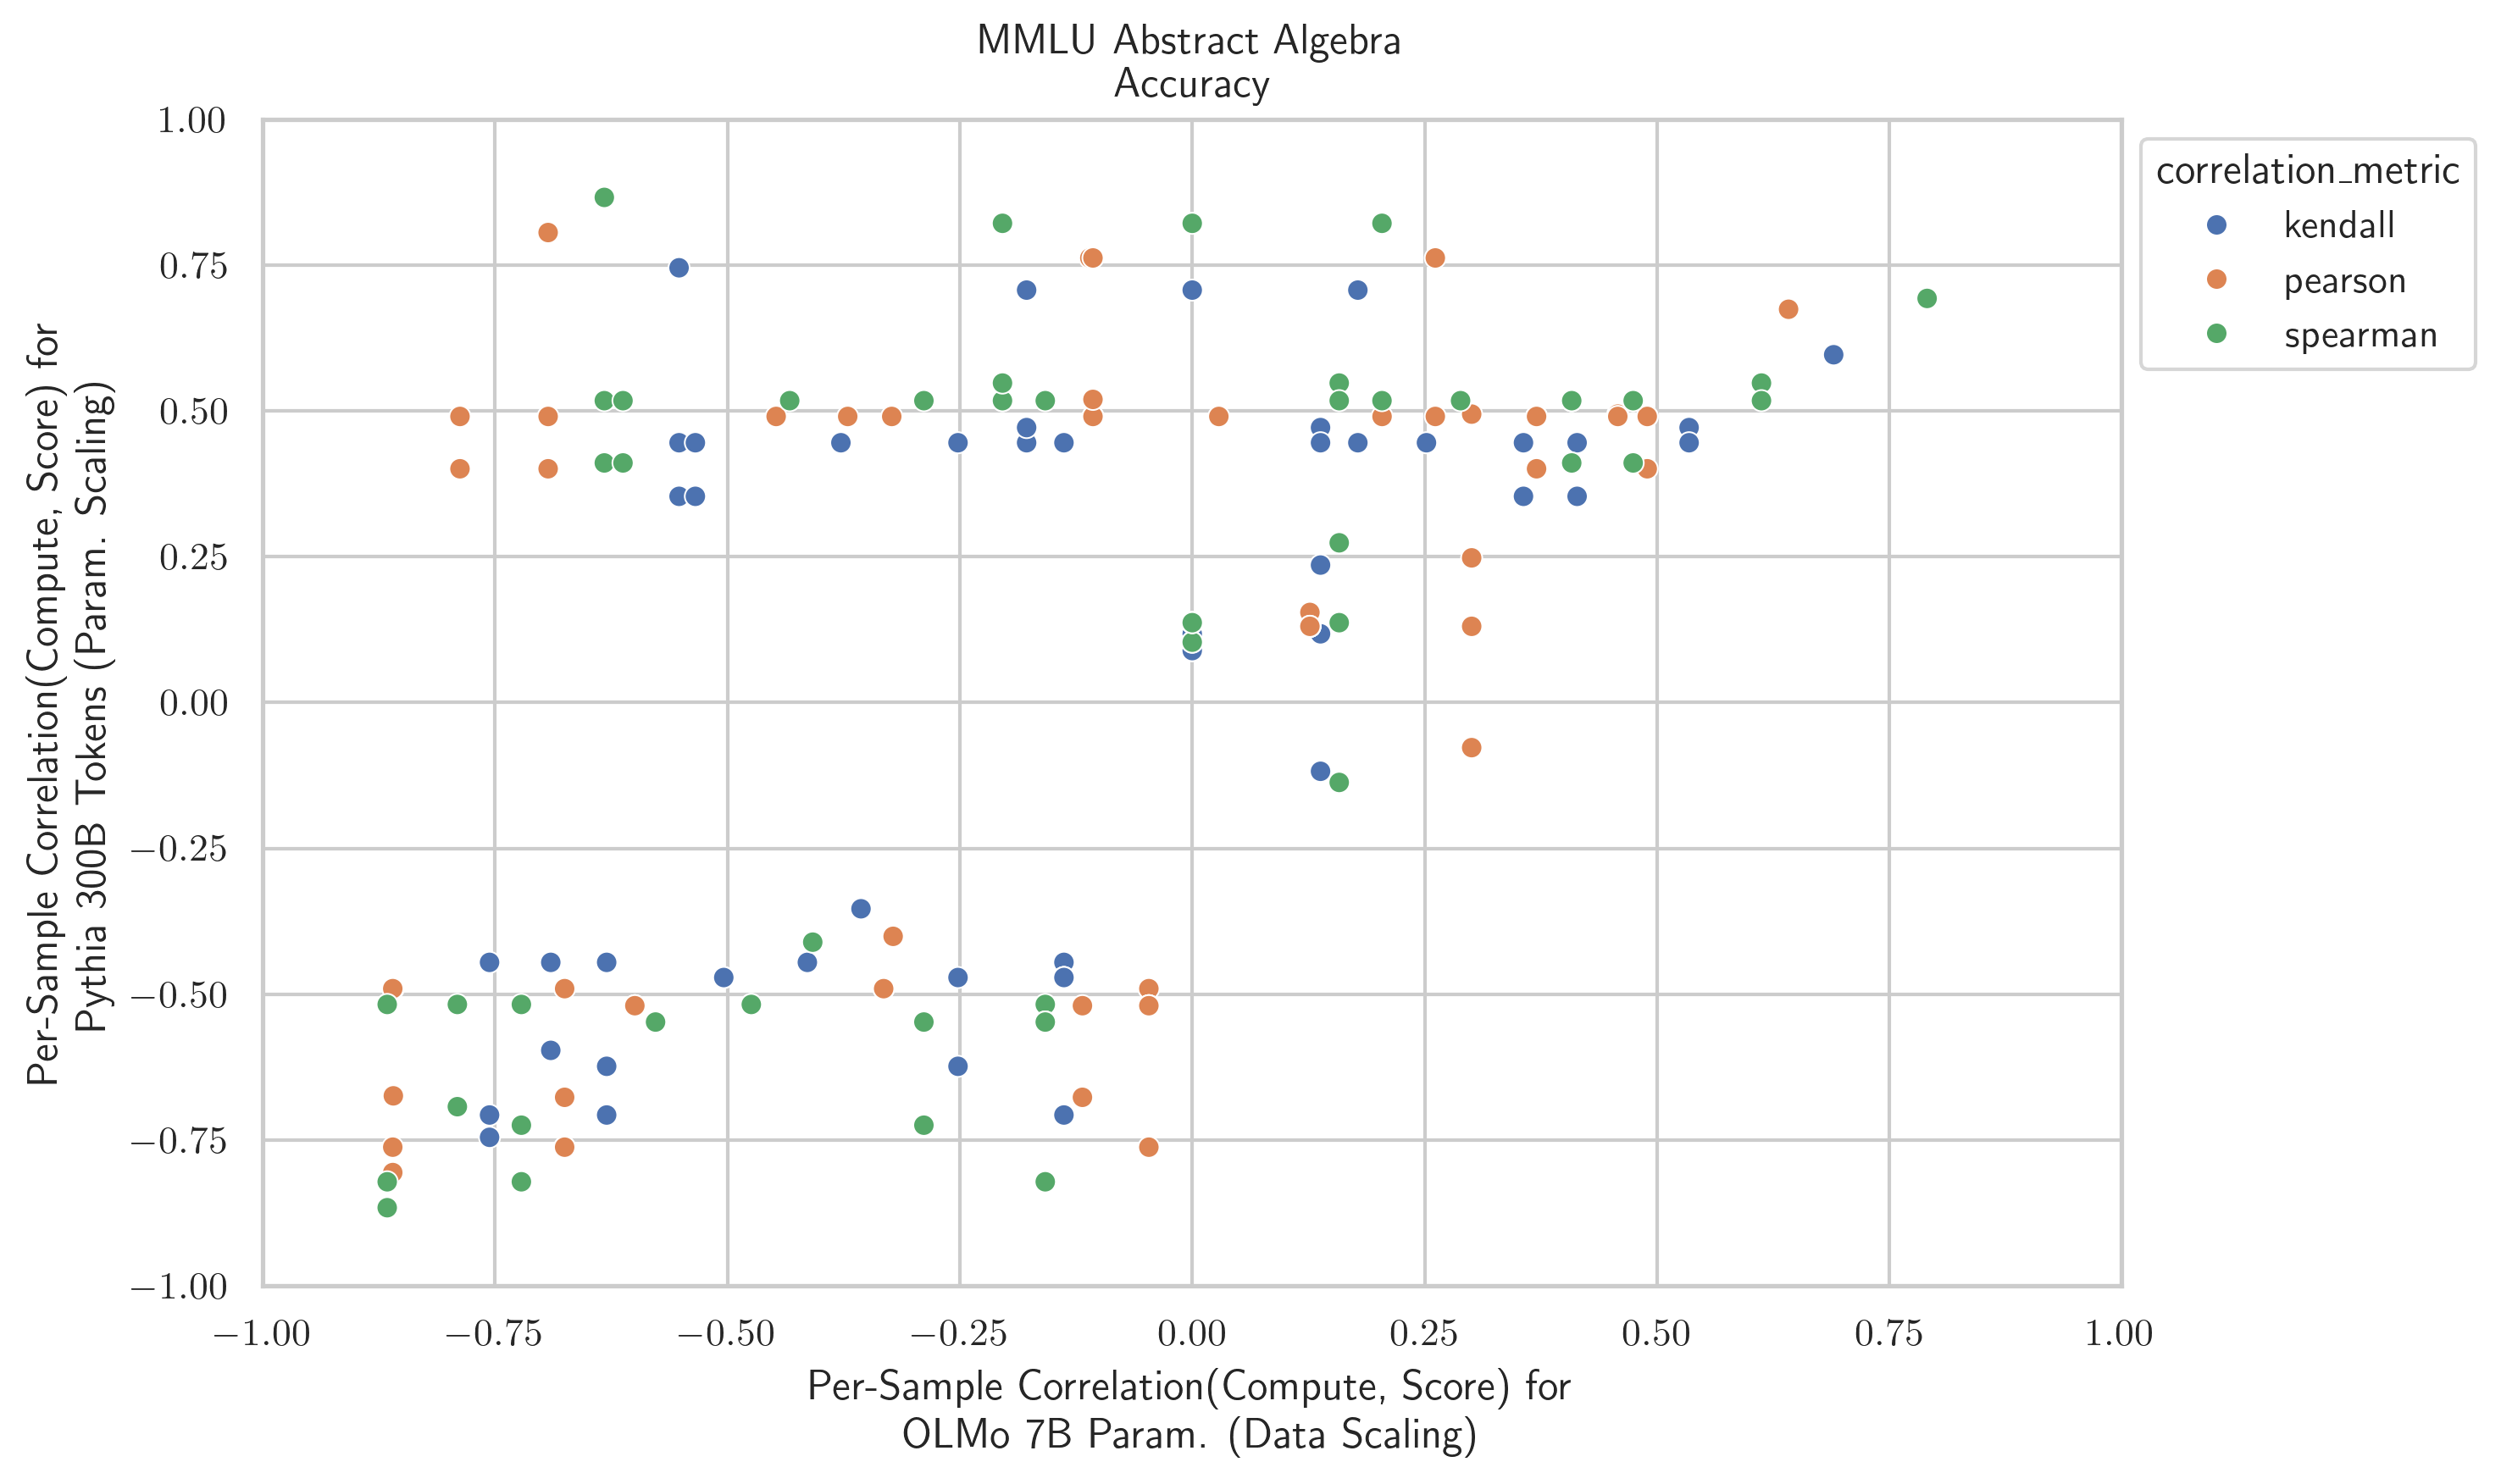 MMLU Abstract Algebra
Accuracy
Per-Sample Correlation(Compute, Score) for
Pythia 300B Tokens (Param. Scaling)
1.00
0.75
0.50
0.25
0.00
−0.25
−0.50
−0.75
−1.00
−1.00 −0.75 −0.50 −0.25 0.00 0.25 0.50 0.75 1.00
Per-Sample Correlation(Compute, Score) for
OLMo 7B Param. (Data Scaling)
correlation_metric
kendall
pearson
spearman